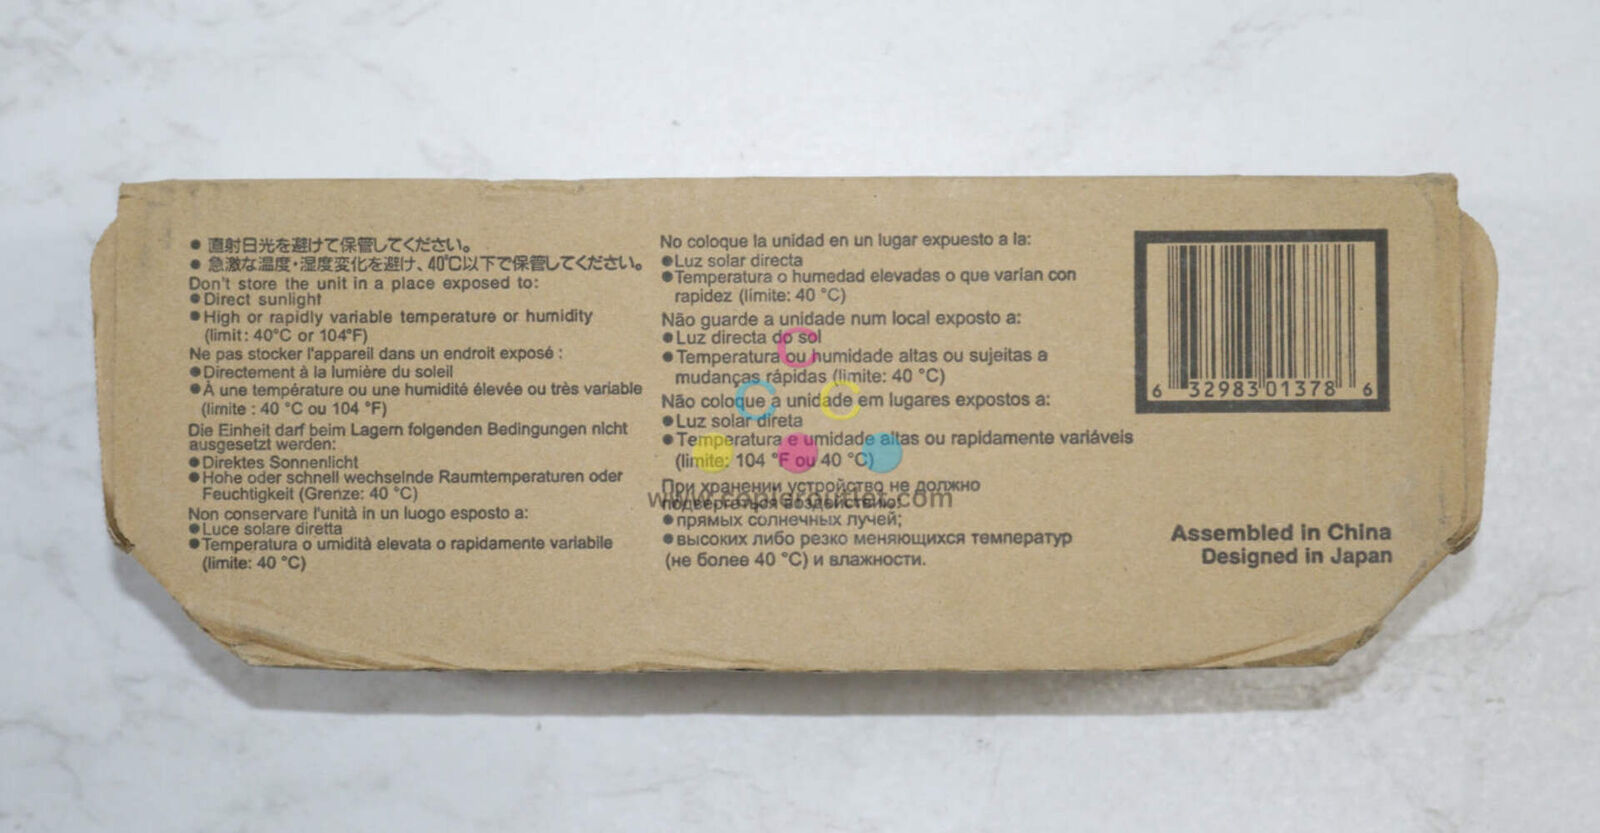 ● 直射日光を避けて保管してください。
● 急激な温度・湿度変化を避け、40℃以下で保管してください。
Don't store the unit in a place exposed to:
● Direct sunlight
● High or rapidly variable temperature or humidity
(limit: 40°C or 104°F)
Ne pas stocker l'appareil dans un endroit exposé :
● Directement à la lumière du soleil
● À une température ou une humidité élevée ou très variable
(limite : 40 °C ou 104 °F)
Die Einheit darf beim Lagern folgenden Bedingungen nicht
ausgesetzt werden:
● Direktes Sonnenlicht
● Hohe oder schnell wechselnde Raumtemperaturen oder
Feuchtigkeit (Grenze: 40 °C)
Non conservare l'unità in un luogo esposto a:
● Luce solare diretta
● Temperatura o umidità elevata o rapidamente variabile
(limite: 40 °C)
No coloque la unidad en un lugar expuesto a la:
● Luz solar directa
● Temperatura o humedad elevadas o que varían con
rapidez (limite: 40 °C)
Não guarde a unidade num local exposto a:
● Luz directa do sol
● Temperatura ou humidade altas ou sujeitas a
mudanças rápidas (limite: 40 °C)
Não coloque a unidade em lugares expostos a:
● Luz solar direta
● Temperatura e umidade altas ou rapidamente variáveis
(limite: 104 °F ou 40 °C)
При хранении устройство не должно
подвергаться воздействию:
● прямых солнечных лучей;
● высоких либо резко меняющихся температур
(не более 40 °C) и влажности.
www.copieroutlet.com
6 32983 01378 6
Assembled in China
Designed in Japan